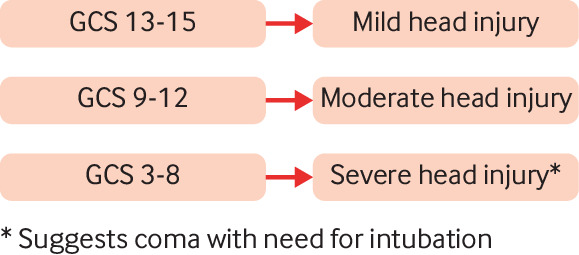 GCS 13-15 Mild head injury
GCS 9-12 Moderate head injury
GCS 3-8 Severe head injury*
* Suggests coma with need for intubation